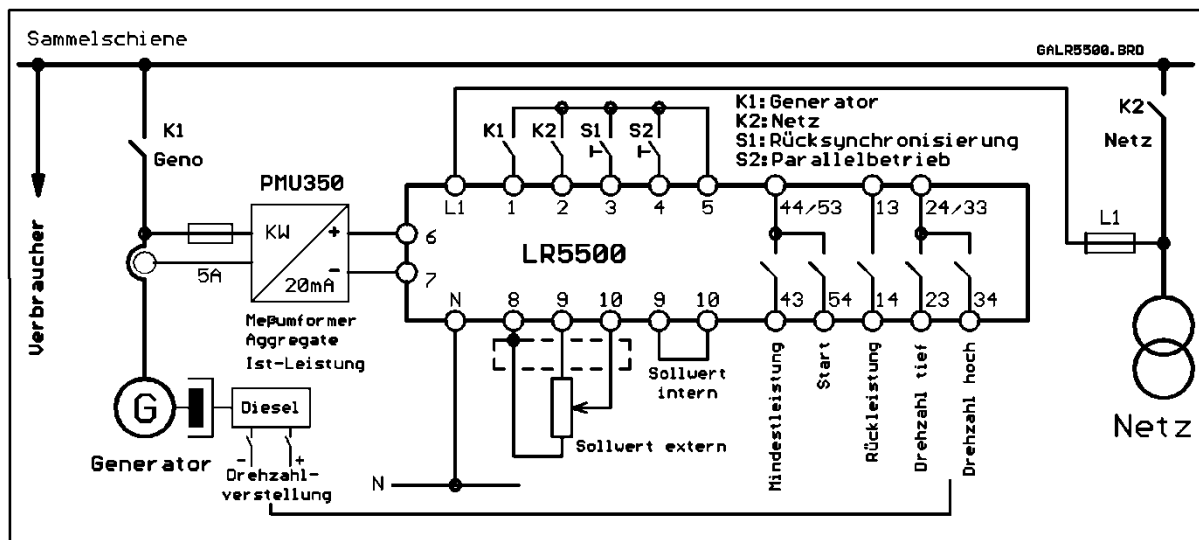 Sammelschiene
GALR5500.BRD
K1
Geno
K1
K2
S1
S2
K1:Generator
K2:Netz
S1:Rücksynchronisierung
S2:Parallelbetrieb
K2
Netz
PMU350
L1
1
2
3
4
5
44/53
13
24/33
L1
Verbraucher
KW
+
6
LR5500
5A
20mA
-
7
N
8
9
10
9
10
43
54
14
23
34
Meßumformer
Aggregate
Ist-Leistung
Sollwert
intern
Sollwert extern
Mindestleistung
Start
Rückleistung
Drehzahl tief
Drehzahl hoch
G
Diesel
Generator
-
+
Drehzahl-
verstellung
N
Netz